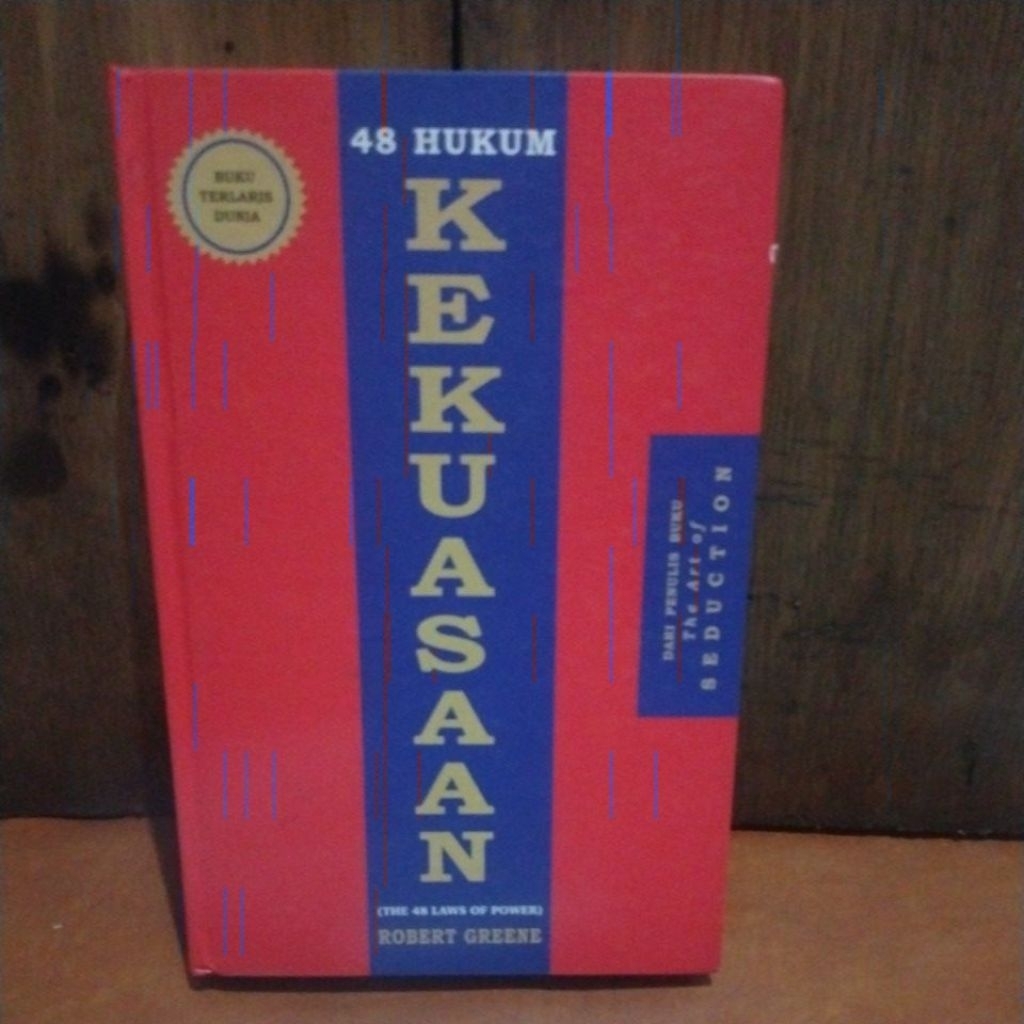 BUKU
TERLARIS
DUNIA
48 HUKUM
KEKUASAAN
(THE 48 LAWS OF POWER)
ROBERT GREENE
DARI PENULIS BUKU
The Art of
SEDUCTION